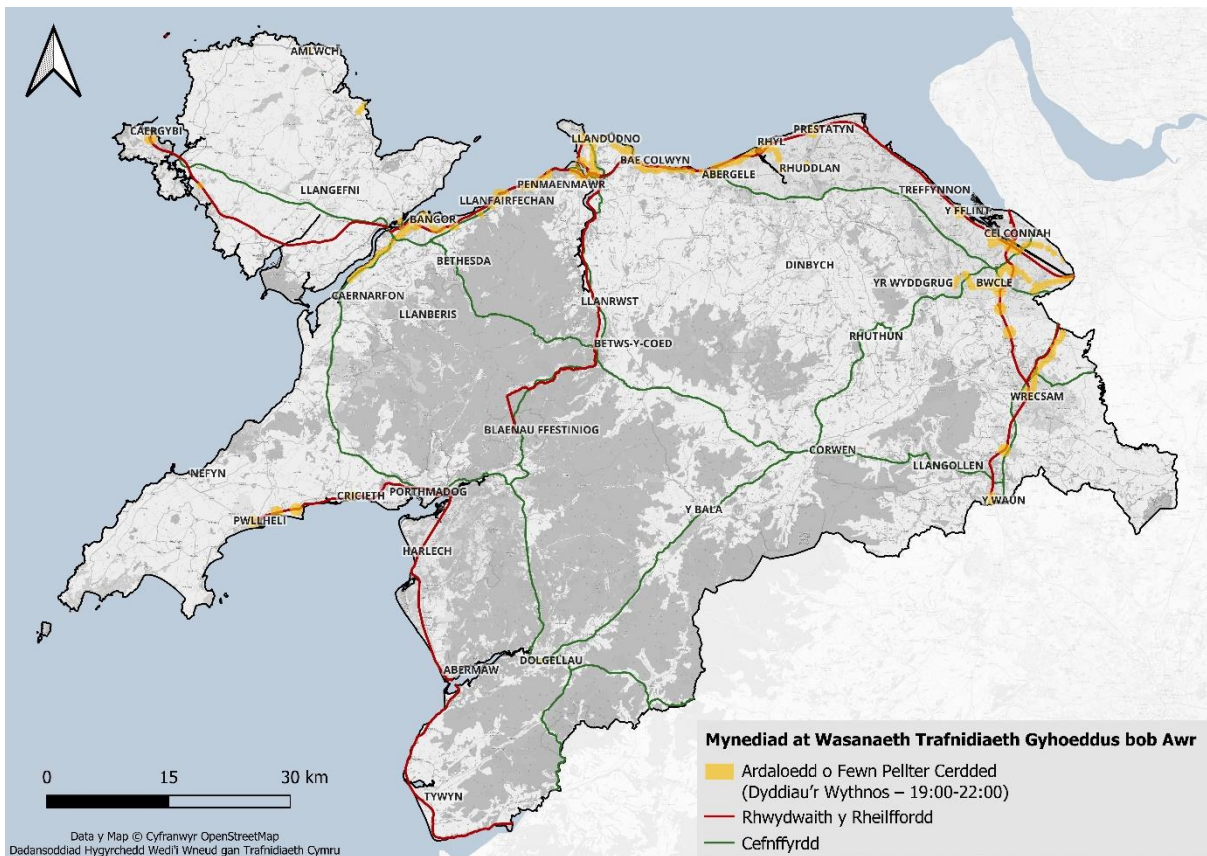 AMLWCH
CAERGYBI
LLANDUDNO
PRESTATYN
RHYL
BAE COLWYN
ABERGELE
RHUDDLAN
LLANGEFNI
PENMAENMAWR
TREFFYNNON
LLANFAIRFECHAN
Y FFLINT
BANGOR
CEI CONNAH
BETHESDA
DINBYCH
YR WYDDGRUG
BWCLE
CAERNARFON
LLANRWST
LLANBERIS
RHUTHUN
BETWS-Y-COED
WRECSAM
BLAENAU FFESTINIOG
CORWEN
LLANGOLLEN
NEFYN
CRICIETH
PORTHMADOG
Y WAUN
Y BALA
PWLLHELI
HARLECH
DOLGELLAU
ABERMAW
TYWYN
Mynediad at Wasanaeth Trafnidiaeth Gyhoeddus bob Awr
Ardaloedd o Fewn Pellter Cerdded
(Dyddiau'r Wythnos – 19:00-22:00)
Rhwydwaith y Rheilffordd
Cefnffyrdd
0 15 30 km
Data y Map © Cyfranwyr OpenStreetMap
Dadansoddiad Hygyrchedd Wedi'i Wneud gan Trafnidiaeth Cymru